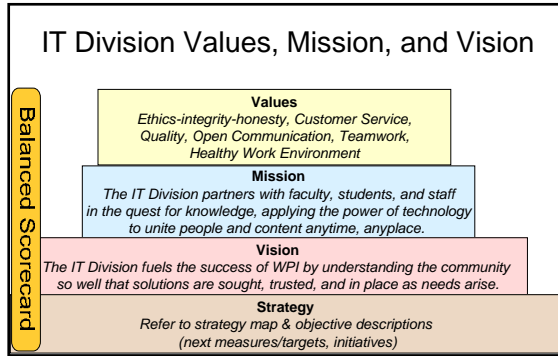 IT Division Values, Mission, and Vision
Balanced Scorecard
Values
Ethics-integrity-honesty, Customer Service,
Quality, Open Communication, Teamwork,
Healthy Work Environment
Mission
The IT Division partners with faculty, students, and staff
in the quest for knowledge, applying the power of technology
to unite people and content anytime, anyplace.
Vision
The IT Division fuels the success of WPI by understanding the community
so well that solutions are sought, trusted, and in place as needs arise.
Strategy
Refer to strategy map & objective descriptions
(next measures/targets, initiatives)